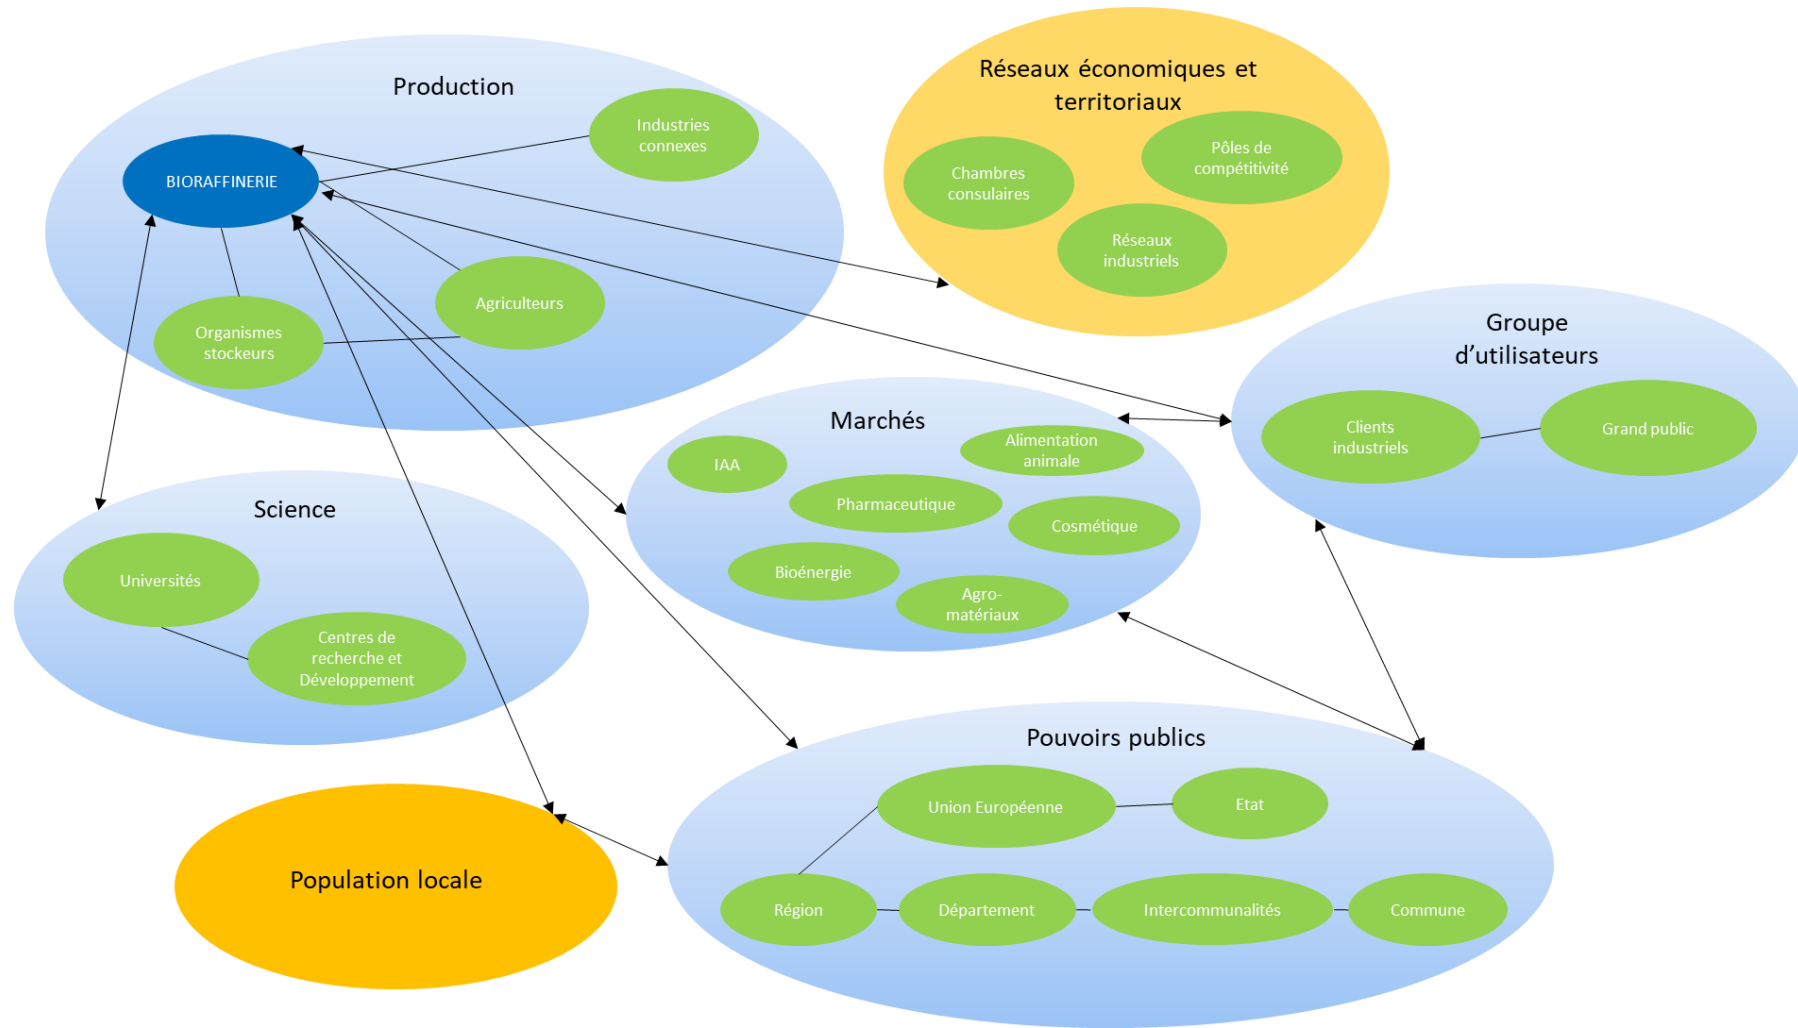 Production
Industries
connexes
BIORAFFINERIE
Agriculteurs
Organismes
stockeurs
Réseaux économiques et
territoriaux
Pôles de
compétitivité
Chambres
consulaires
Réseaux
industriels
Groupe
d’utilisateurs
Clients
industriels
Grand public
Marchés
Alimentation
animale
IAA
Pharmaceutique
Cosmétique
Bioénergie
Agro-
matériaux
Science
Universités
Centres de
recherche et
Développement
Pouvoirs publics
Union Européenne
Etat
Région
Département
Intercommunalités
Commune
Population locale